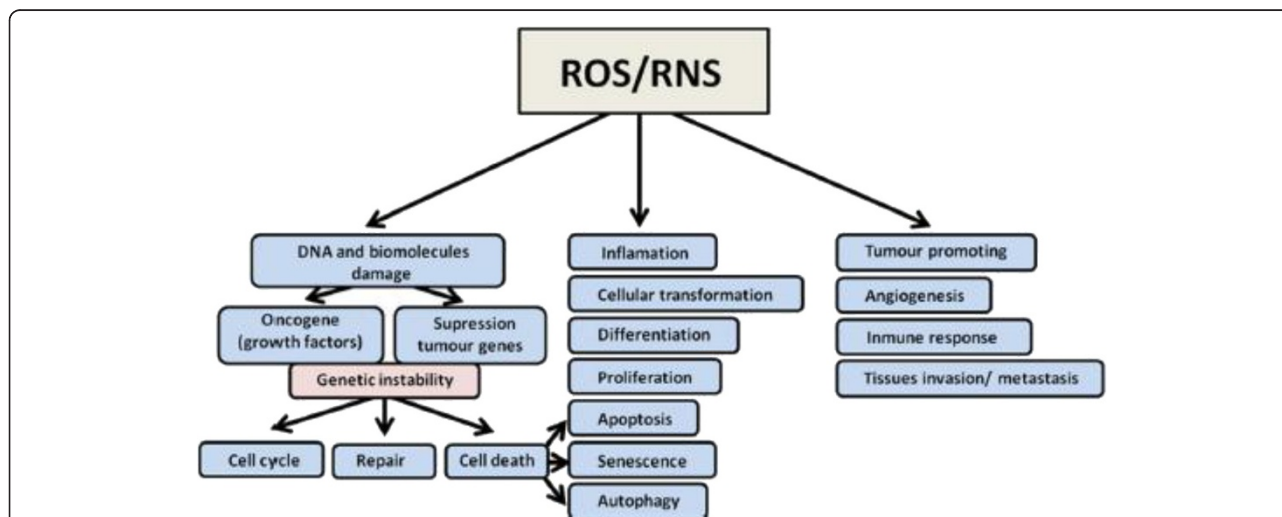 ROS/RNS
DNA and biomolecules
damage
Oncogene
(growth factors)
Supression
tumour genes
Genetic instability
Cell cycle
Repair
Cell death
Inflamation
Cellular transformation
Differentiation
Proliferation
Apoptosis
Senescence
Autophagy
Tumour promoting
Angiogenesis
Inmune response
Tissues invasion/ metastasis